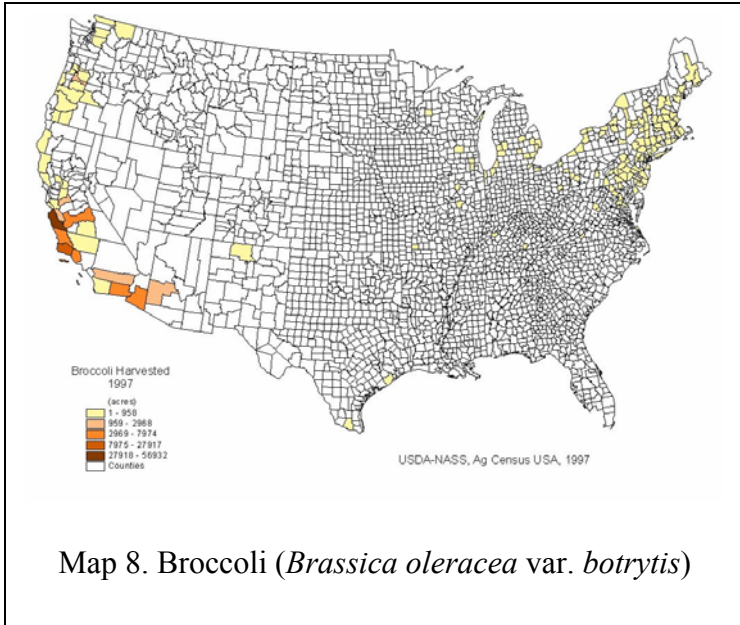 Broccoli Harvested
1997
(acres)
1 - 958
959 - 2968
2969 - 7974
7975 - 27917
27918 - 56932
Counties
USDA-NASS, Ag Census USA, 1997
Map 8. Broccoli (Brassica oleracea var. botrytis)